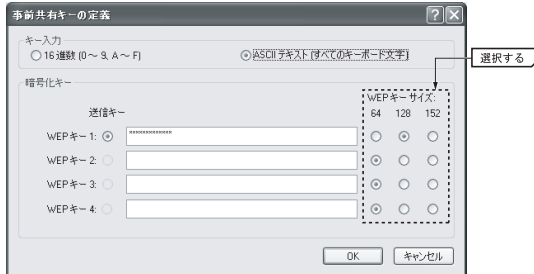 事前共有キーの定義
キー入力
16 進数 (0 ～ 9, A ～ F)
ASCII テキスト (すべてのキーボード文字)
選択する
暗号化キー
WEP キー サイズ:
送信キー
64 128 152
WEP キー 1: *************
WEP キー 2:
WEP キー 3:
WEP キー 4:
OK キャンセル